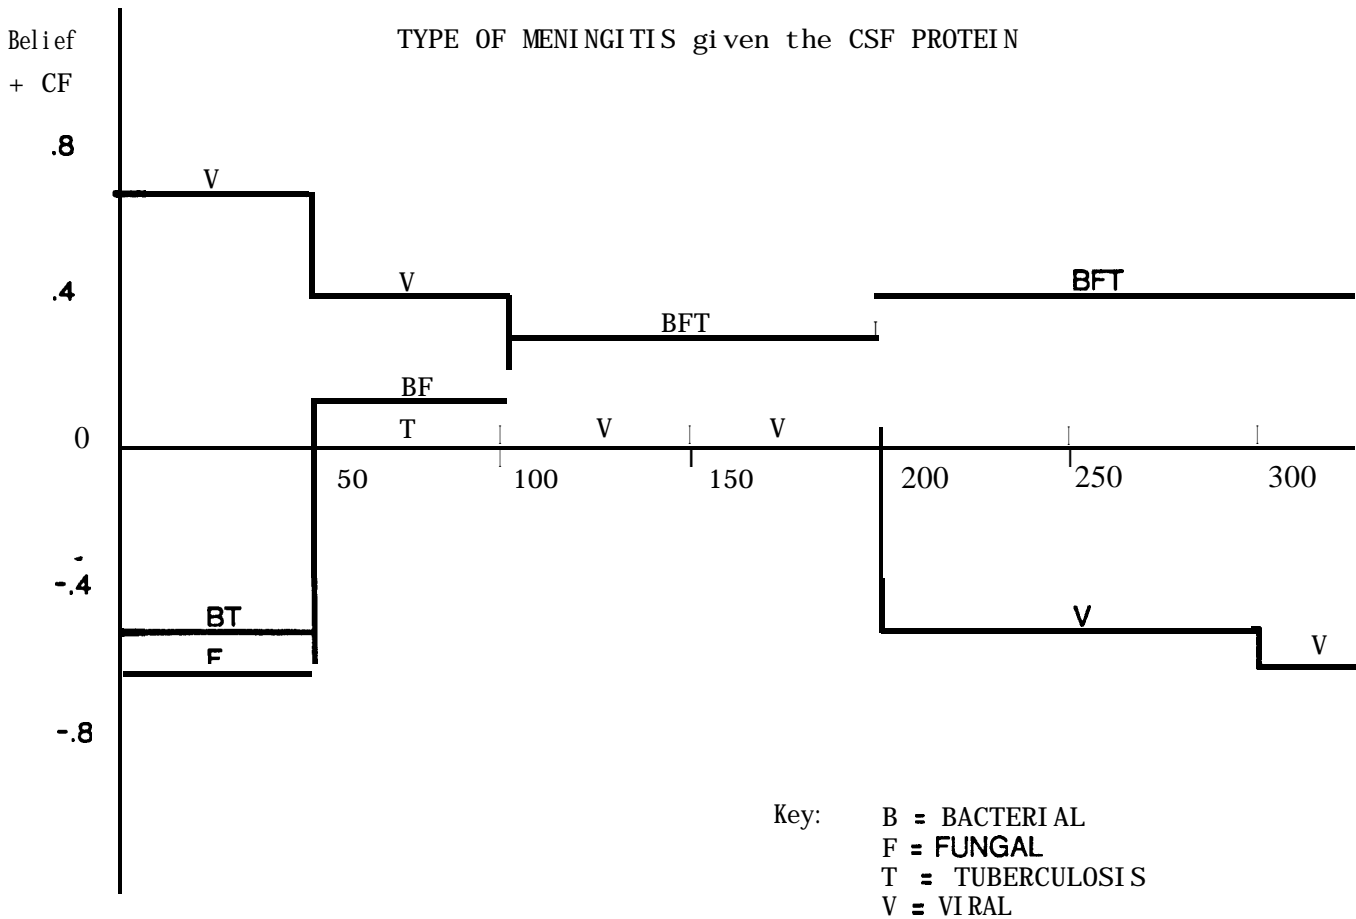 Belief TYPE OF MENINGITIS given the CSF PROTEIN
+ CF
.8
V
.4 V BFT
BFT
BF
0 T V V
50 100 150 200 250 300
-.4
BT V
F V
-.8
Key: B = BACTERIAL
F = FUNGAL
T = TUBERCULOSIS
V = VIRAL